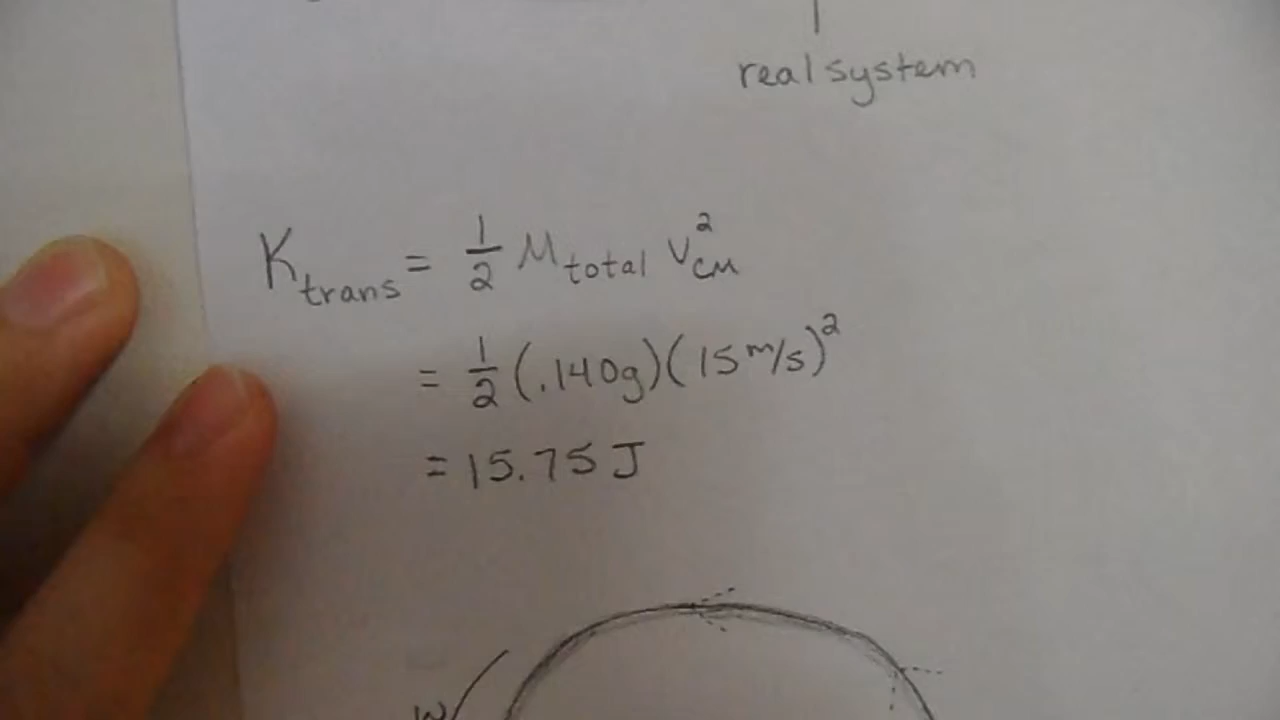 real system
K_trans = 1/2 M_total V_CM^2
= 1/2 (.140g)(15 m/s)^2
= 15.75 J
w